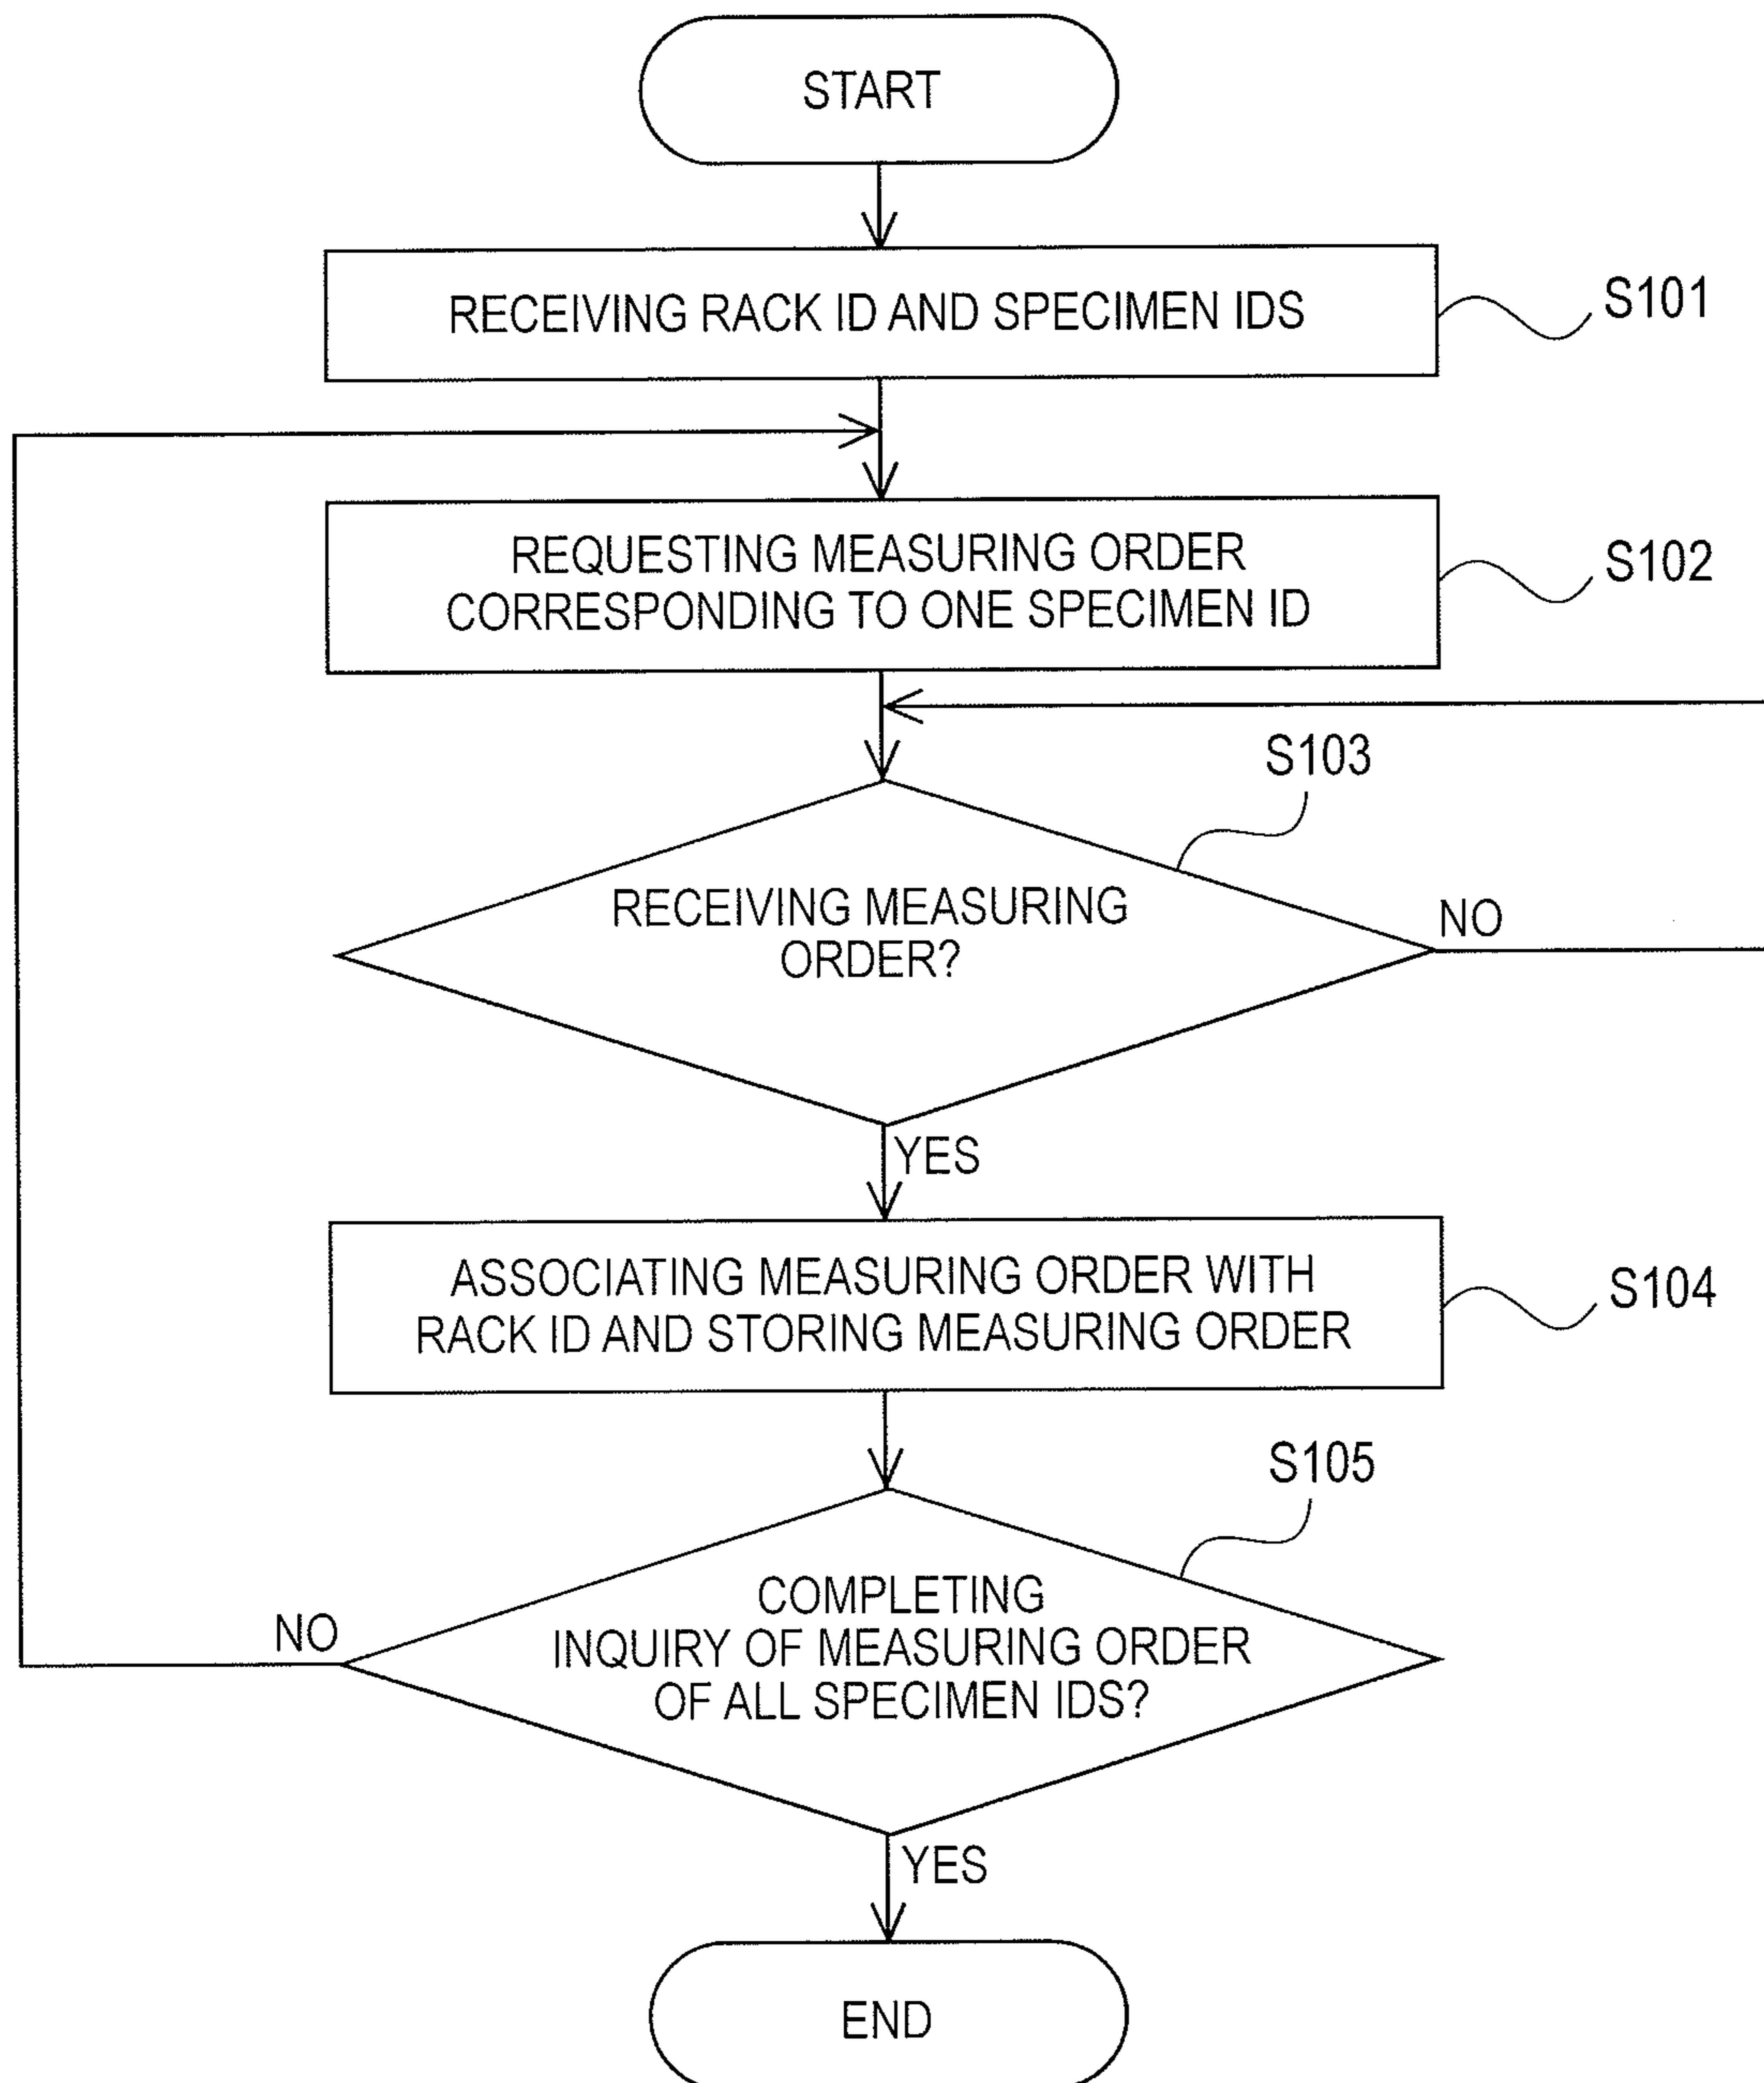 START
RECEIVING RACK ID AND SPECIMEN IDS
S101
REQUESTING MEASURING ORDER
CORRESPONDING TO ONE SPECIMEN ID
S102
S103
RECEIVING MEASURING
ORDER?
NO
YES
ASSOCIATING MEASURING ORDER WITH
RACK ID AND STORING MEASURING ORDER
S104
S105
COMPLETING
INQUIRY OF MEASURING ORDER
OF ALL SPECIMEN IDS?
NO
YES
END